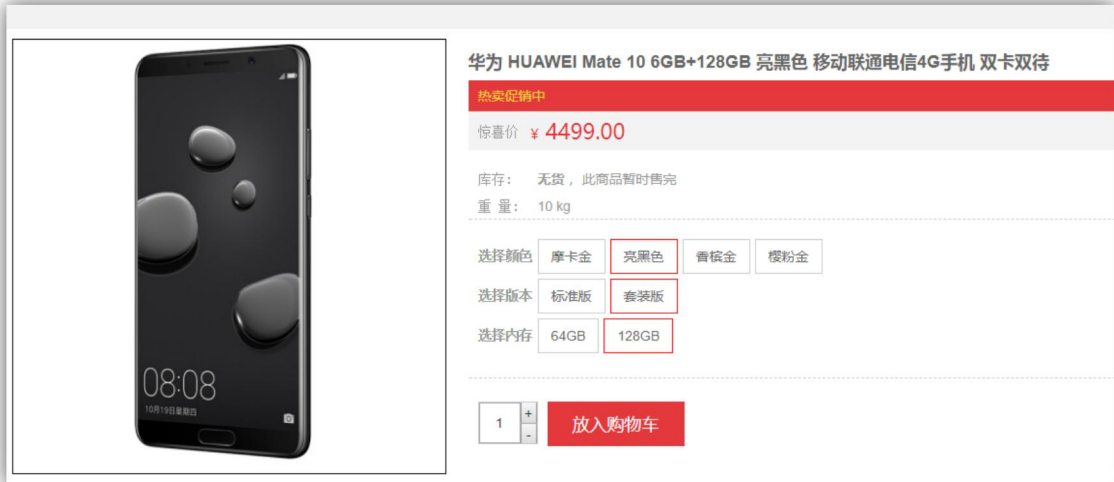 华为 HUAWEI Mate 10 6GB+128GB 亮黑色 移动联通电信4G手机 双卡双待
热卖促销中
惊喜价 ¥ 4499.00
库存： 无货，此商品暂时售完
重 量： 10 kg
选择颜色 摩卡金 亮黑色 香槟金 樱粉金
选择版本 标准版 套装版
选择内存 64GB 128GB
1 + -
放入购物车
08:08
10月19日星期四